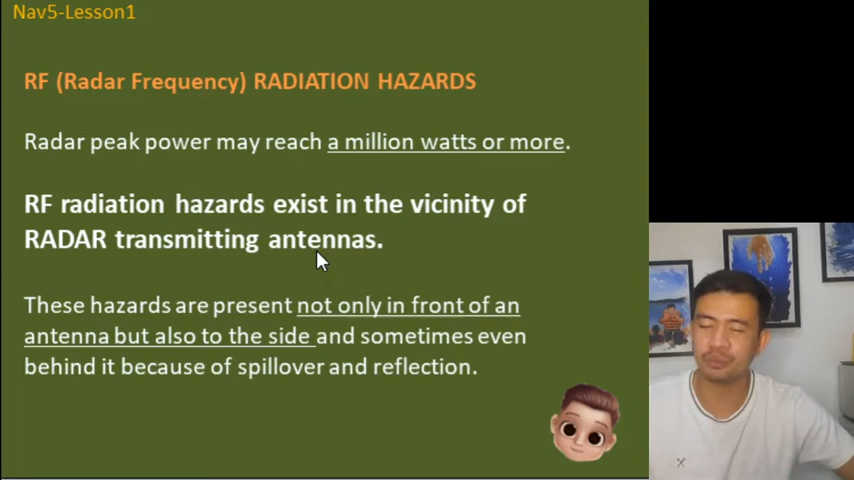 Nav5-Lesson1
RF (Radar Frequency) RADIATION HAZARDS
Radar peak power may reach a million watts or more.
RF radiation hazards exist in the vicinity of
RADAR transmitting antennas.
These hazards are present not only in front of an
antenna but also to the side and sometimes even
behind it because of spillover and reflection.